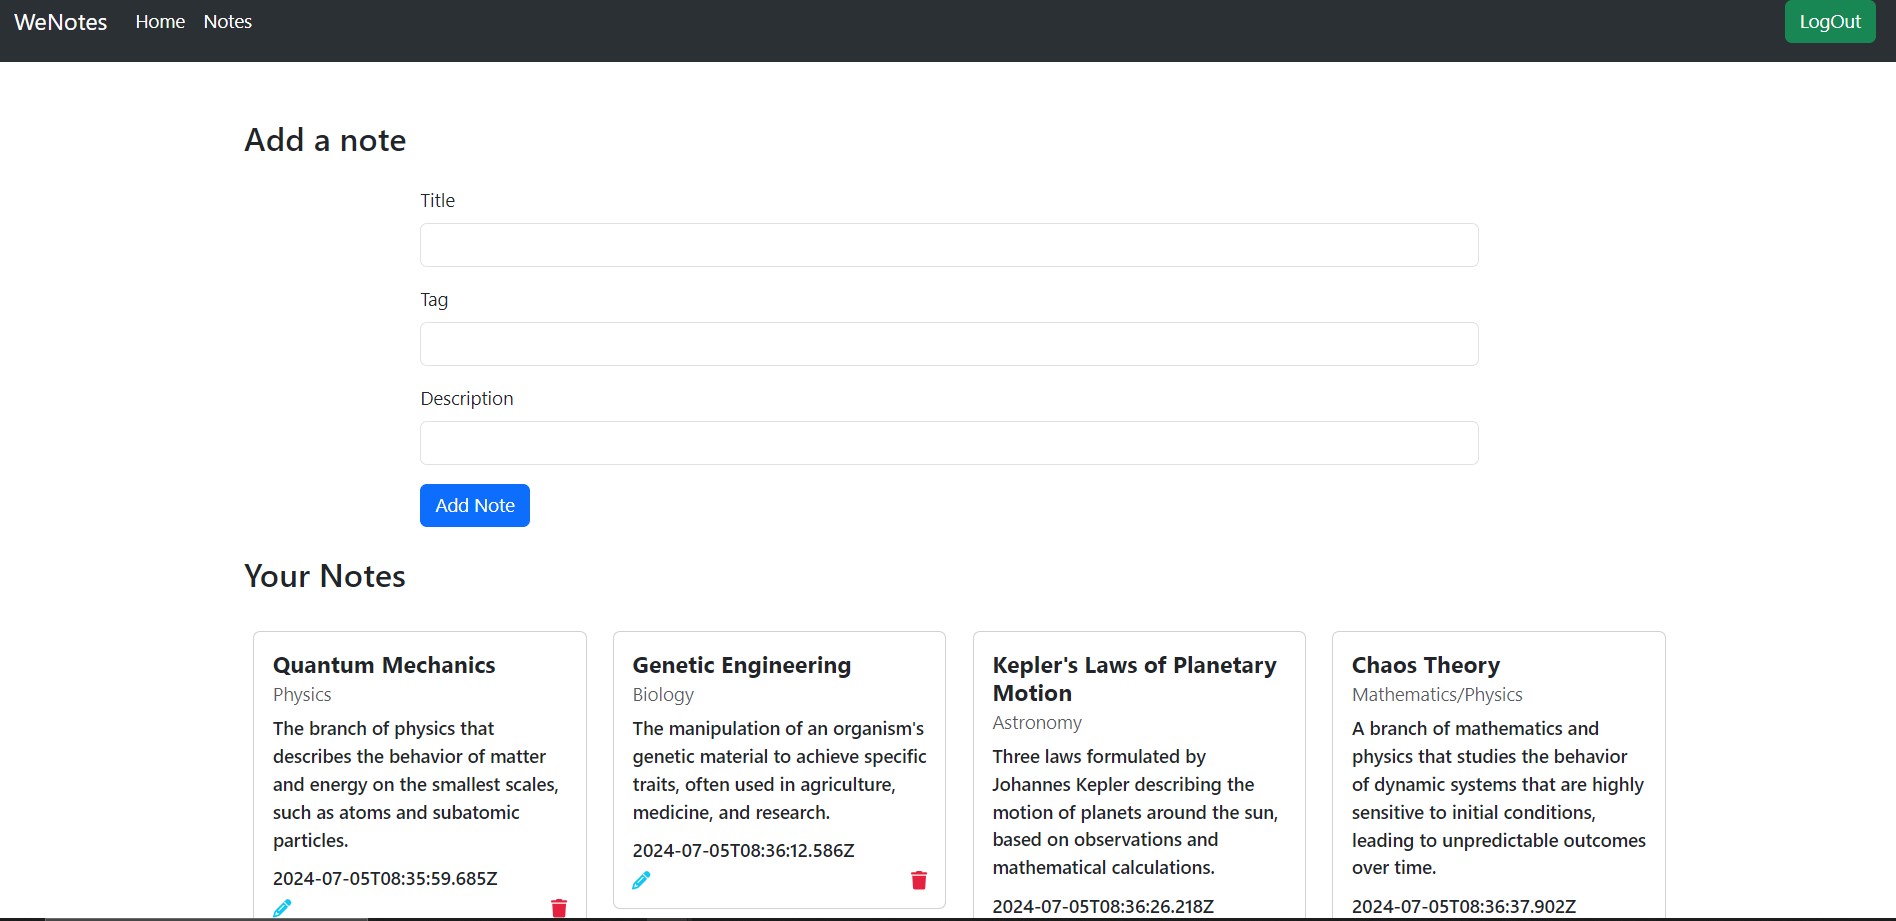 WeNotes Home Notes LogOut
Add a note
Title
Tag
Description
Add Note
Your Notes
Quantum Mechanics
Physics
The branch of physics that
describes the behavior of matter
and energy on the smallest scales,
such as atoms and subatomic
particles.
2024-07-05T08:35:59.685Z
Genetic Engineering
Biology
The manipulation of an organism's
genetic material to achieve specific
traits, often used in agriculture,
medicine, and research.
2024-07-05T08:36:12.586Z
Kepler's Laws of Planetary
Motion
Astronomy
Three laws formulated by
Johannes Kepler describing the
motion of planets around the sun,
based on observations and
mathematical calculations.
2024-07-05T08:36:26.218Z
Chaos Theory
Mathematics/Physics
A branch of mathematics and
physics that studies the behavior
of dynamic systems that are highly
sensitive to initial conditions,
leading to unpredictable outcomes
over time.
2024-07-05T08:36:37.902Z